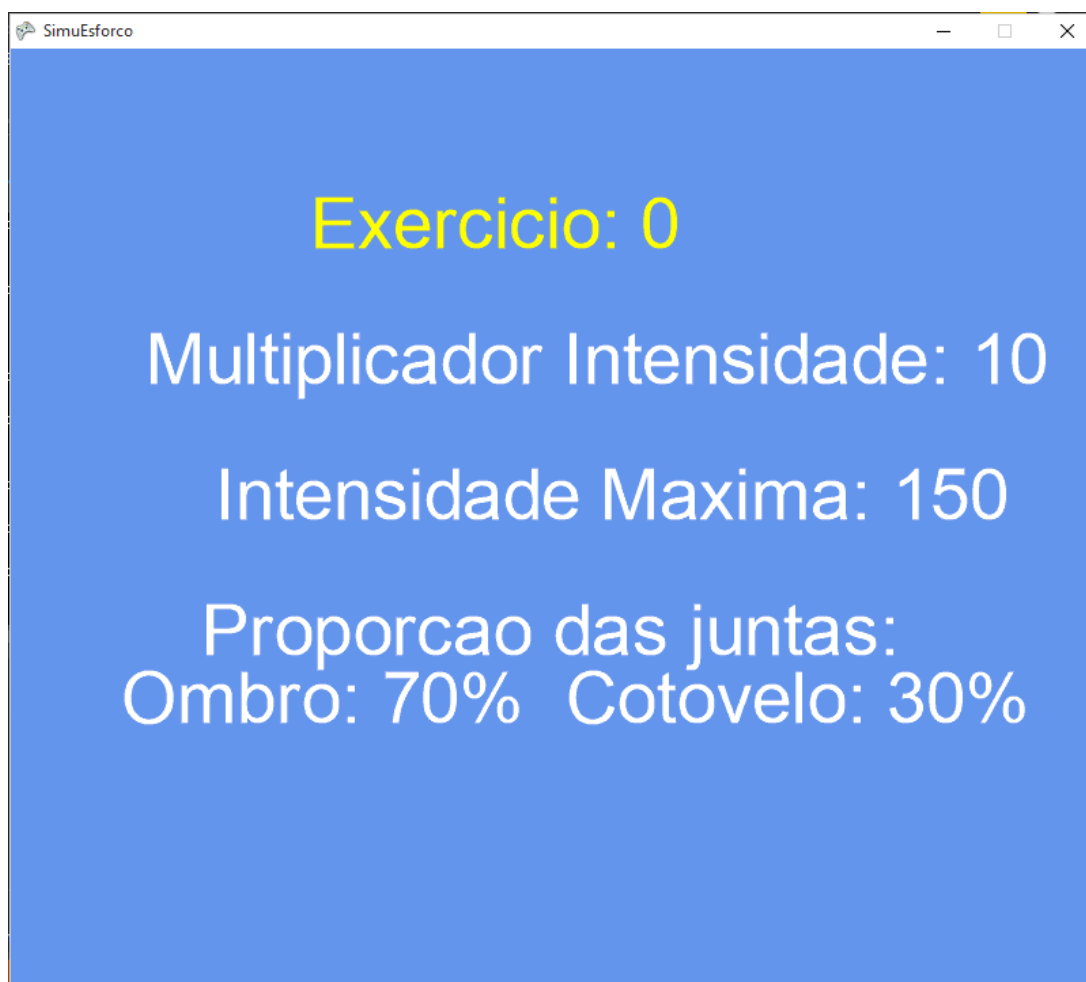 SimuEsforco
Exercicio: 0
Multiplicador Intensidade: 10
Intensidade Maxima: 150
Proporcao das juntas:
Ombro: 70% Cotovelo: 30%